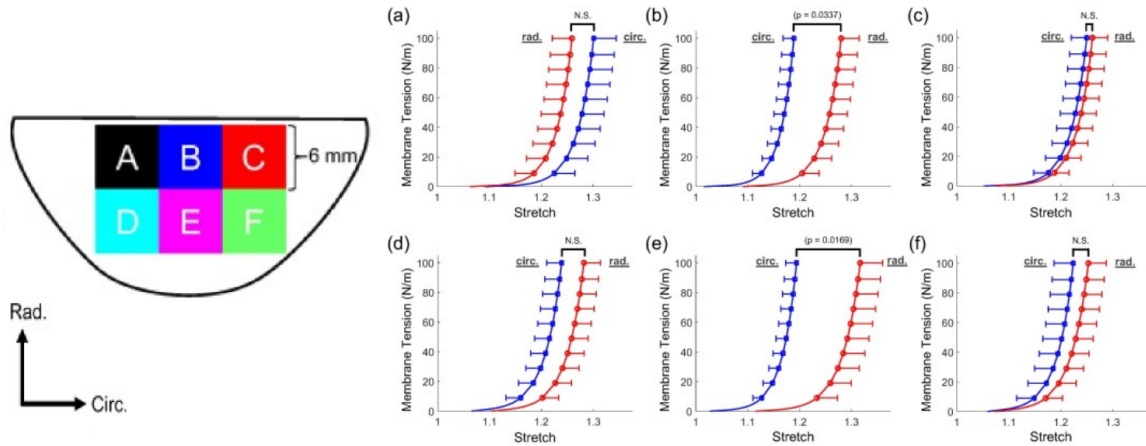 A B C
6 mm
D E F
Rad.
Circ.
(a)
N.S.
rad. circ.
Membrane Tension (N/m)
100
80
60
40
20
0
1 1.1 1.2 1.3
Stretch
(b)
(p = 0.0337)
circ. rad.
Membrane Tension (N/m)
100
80
60
40
20
0
1 1.1 1.2 1.3
Stretch
(c)
N.S.
circ. rad.
Membrane Tension (N/m)
100
80
60
40
20
0
1 1.1 1.2 1.3
Stretch
(d)
N.S.
circ. rad.
Membrane Tension (N/m)
100
80
60
40
20
0
1 1.1 1.2 1.3
Stretch
(e)
(p = 0.0169)
circ. rad.
Membrane Tension (N/m)
100
80
60
40
20
0
1 1.1 1.2 1.3
Stretch
(f)
N.S.
circ. rad.
Membrane Tension (N/m)
100
80
60
40
20
0
1 1.1 1.2 1.3
Stretch